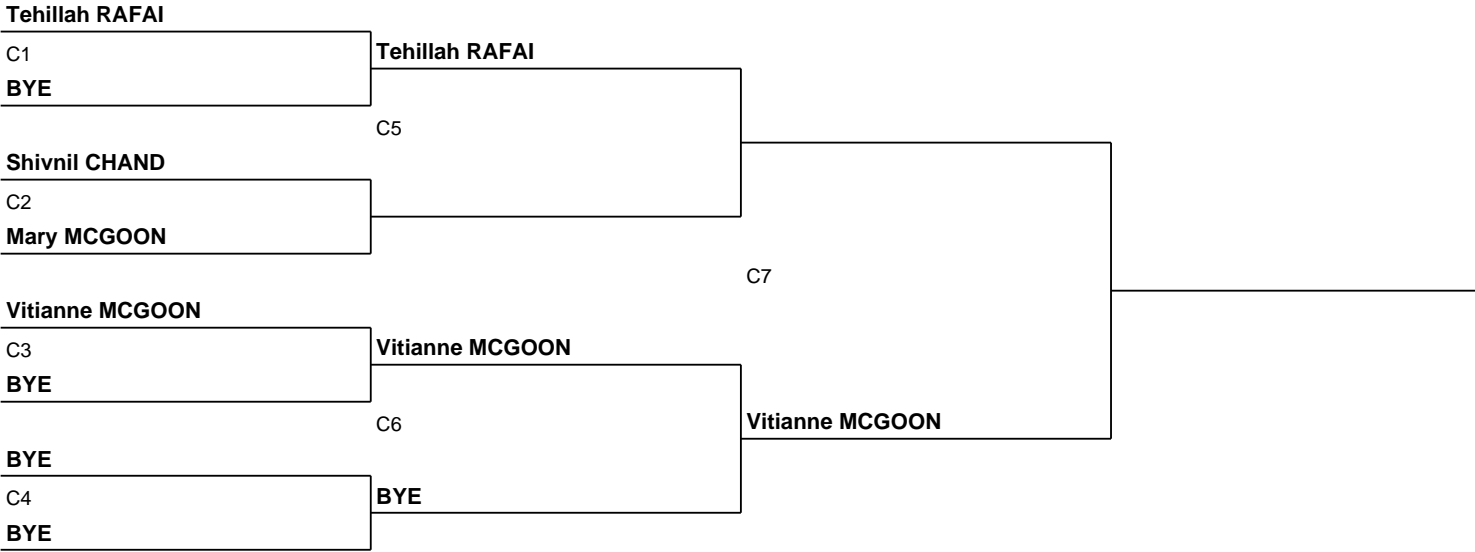 Tehillah RAFAI
C1
BYE
Tehillah RAFAI
C5
Shivnil CHAND
C2
Mary MCGOON
C7
Vitianne MCGOON
C3
BYE
Vitianne MCGOON
C6
Vitianne MCGOON
BYE
C4
BYE
BYE